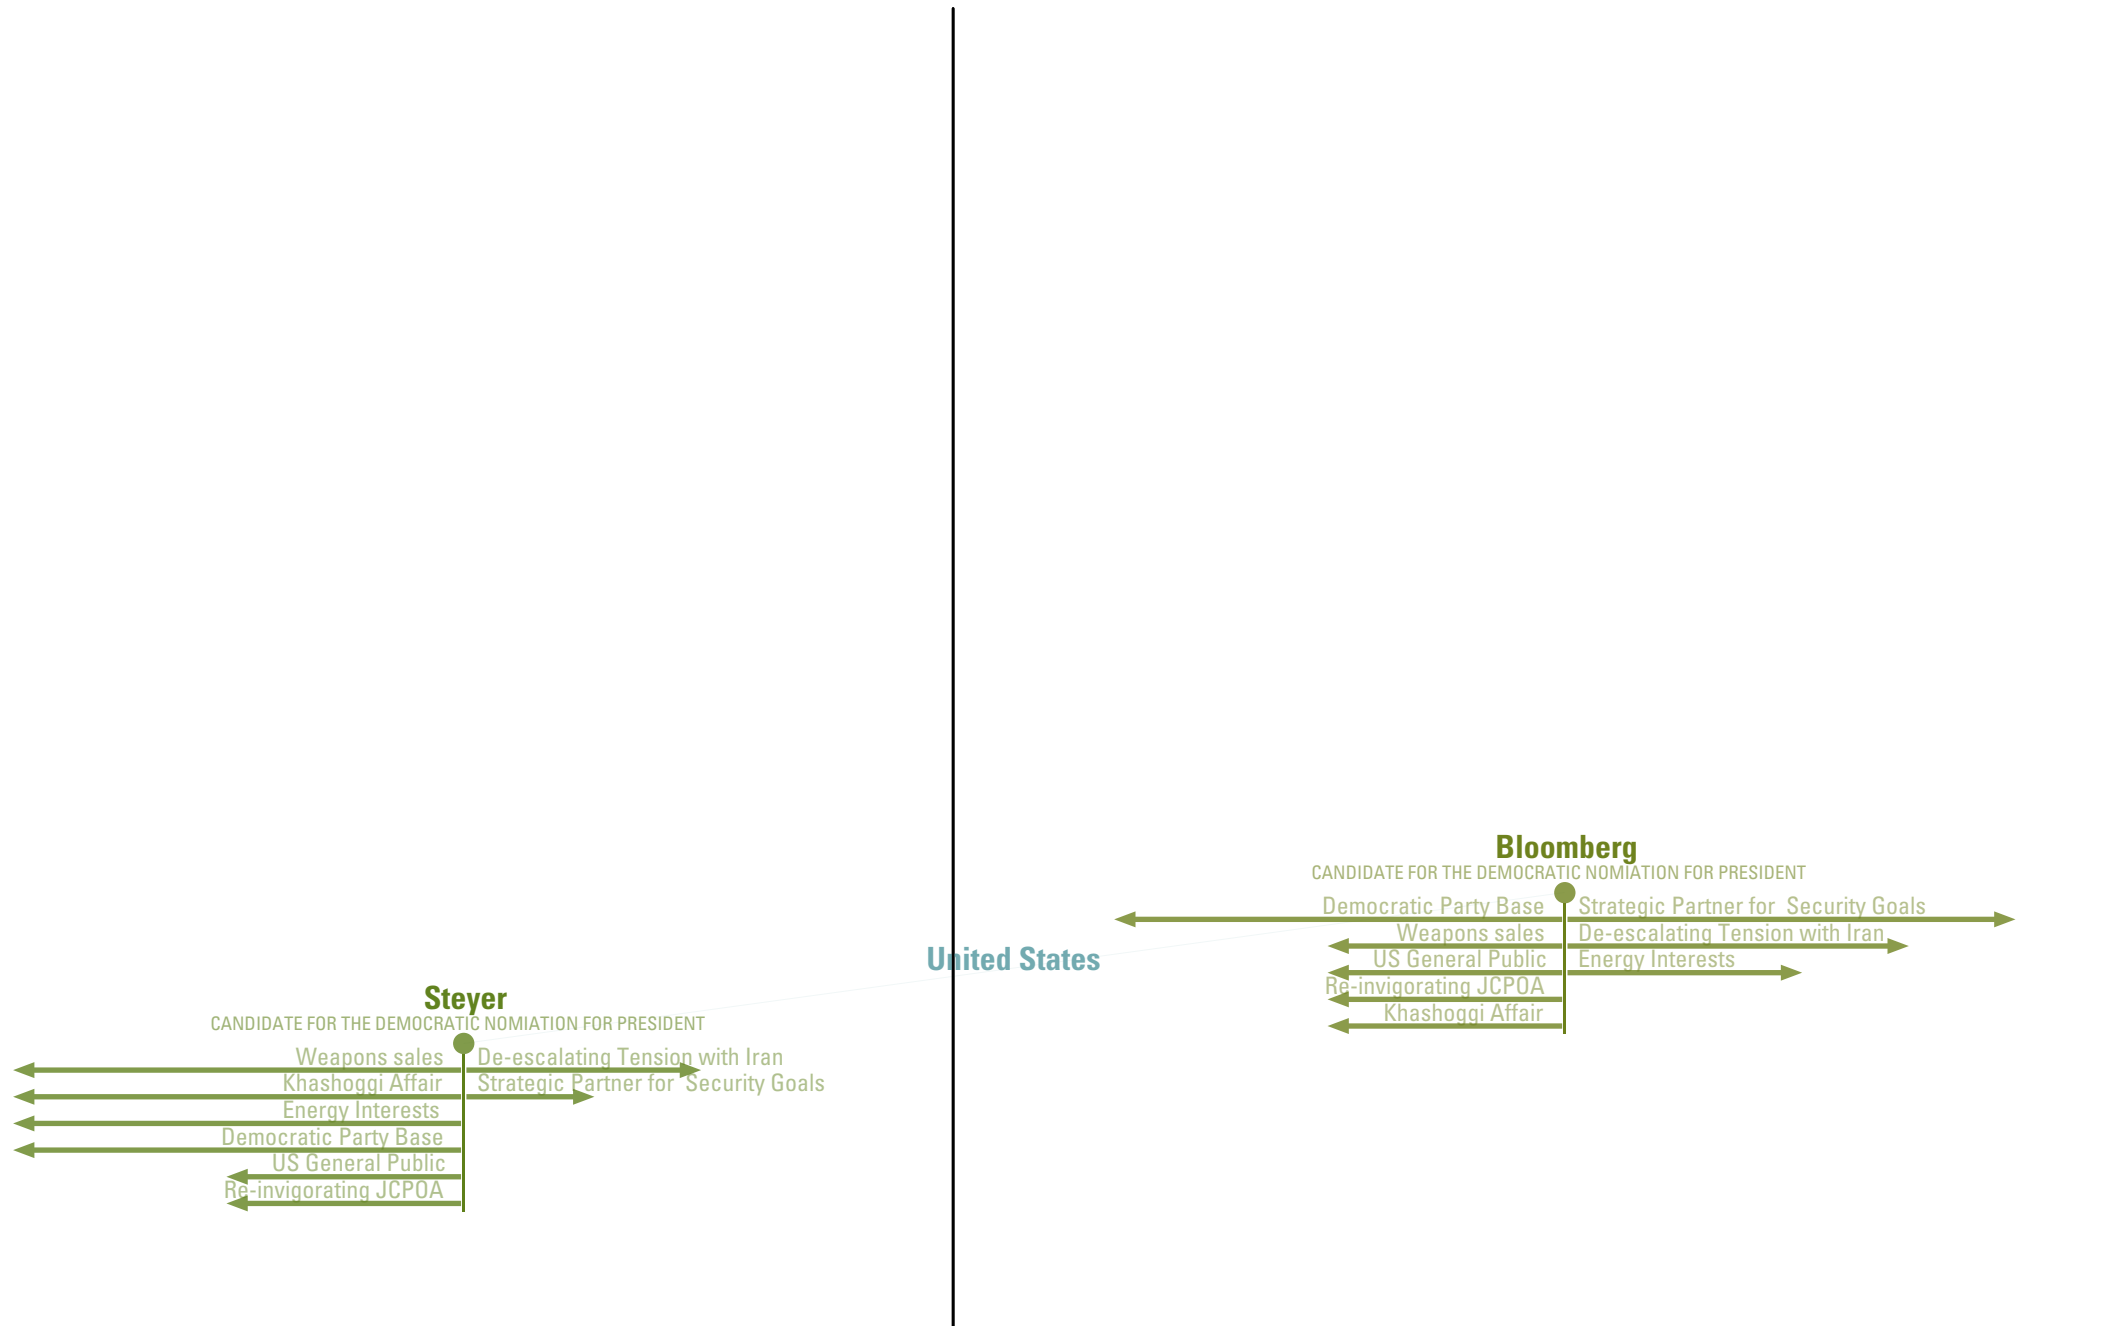 Bloomberg
CANDIDATE FOR THE DEMOCRATIC NOMIATION FOR PRESIDENT
Democratic Party Base
Weapons sales
US General Public
Re-invigorating JCPOA
Khashoggi Affair
Strategic Partner for  Security Goals
De-escalating Tension with Iran
Energy Interests
United States
Steyer
CANDIDATE FOR THE DEMOCRATIC NOMIATION FOR PRESIDENT
Weapons sales
Khashoggi Affair
Energy Interests
Democratic Party Base
US General Public
Re-invigorating JCPOA
De-escalating Tension with Iran
Strategic Partner for  Security Goals